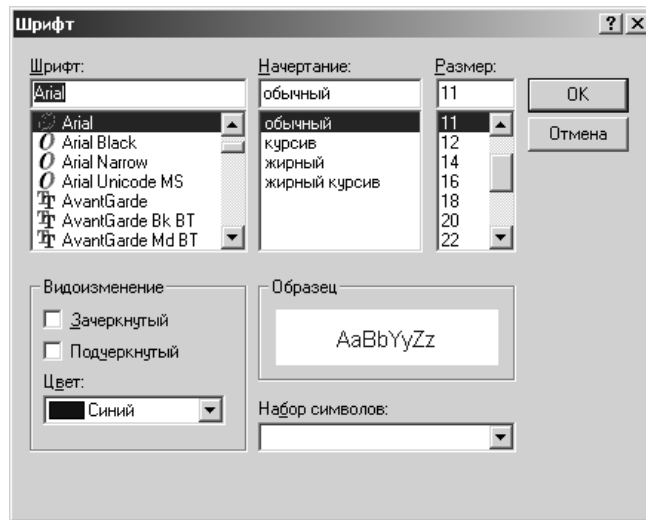 Шрифт
Шрифт:
Начертание:
Размер:
Arial
обычный
11
OK
Arial
Arial Black
Arial Narrow
Arial Unicode MS
AvantGarde
AvantGarde Bk BT
AvantGarde Md BT
обычный
курсив
жирный
жирный курсив
11
12
14
16
18
20
22
Отмена
Видоизменение
Зачеркнутый
Подчеркнутый
Цвет:
Синий
Образец
AaBbYyZz
Набор символов: